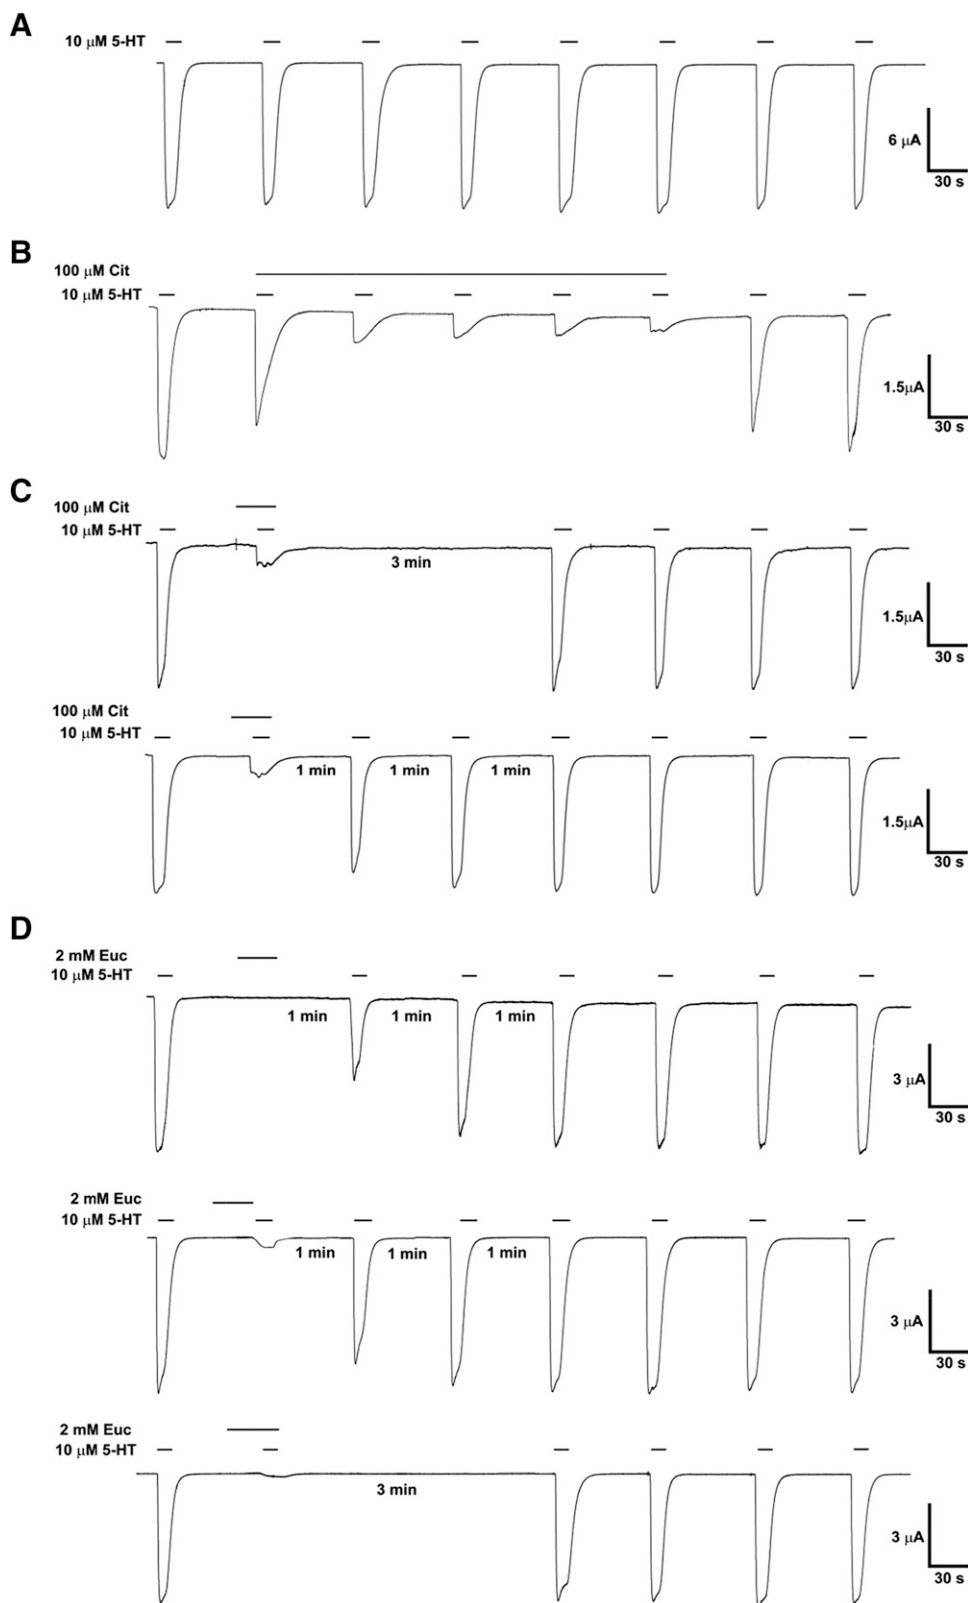 A
10 μM 5-HT
6 μA
30 s
B
100 μM Cit
10 μM 5-HT
1.5μA
30 s
C
100 μM Cit
10 μM 5-HT
3 min
1.5μA
30 s
100 μM Cit
10 μM 5-HT
1 min 1 min 1 min
1.5μA
30 s
D
2 mM Euc
10 μM 5-HT
1 min 1 min 1 min
3 μA
30 s
2 mM Euc
10 μM 5-HT
1 min 1 min 1 min
3 μA
30 s
2 mM Euc
10 μM 5-HT
3 min
3 μA
30 s